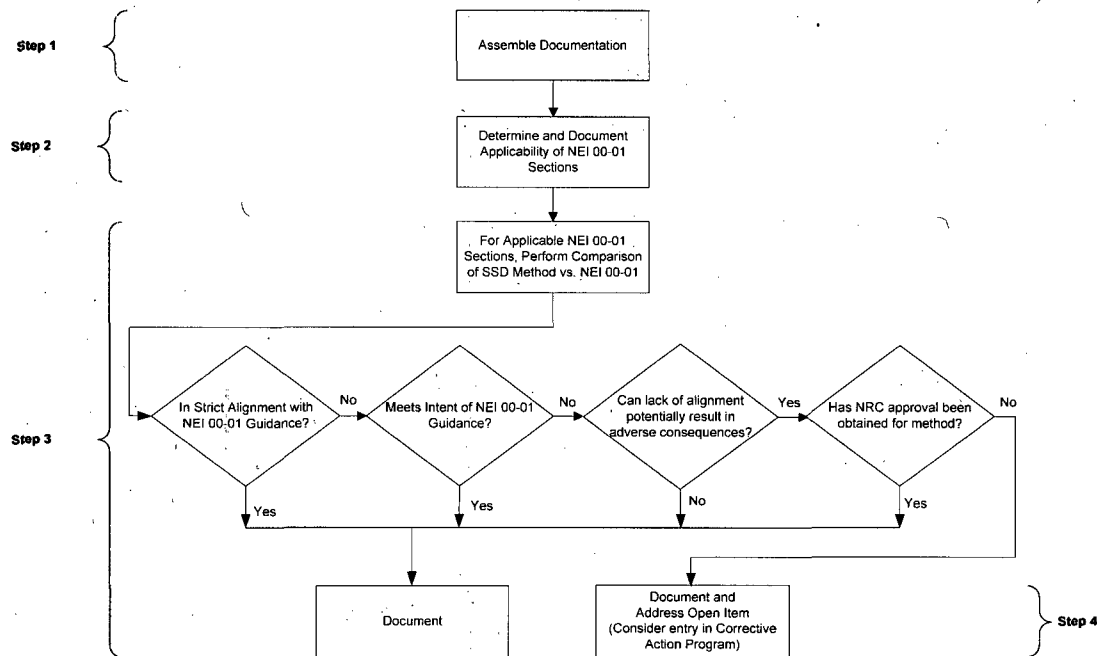 Step 1
Assemble Documentation
Step 2
Determine and Document
Applicability of NEI 00-01
Sections
For Applicable NEI 00-01
Sections, Perform Comparison
of SSD Method vs. NEI 00-01
Step 3
In Strict Alignment with
NEI 00-01 Guidance?
No
Meets Intent of NEI 00-01
Guidance?
No
Can lack of alignment
potentially result in
adverse consequences?
Yes
Has NRC approval been
obtained for method?
No
Yes
Yes
No
Yes
Document
Document and
Address Open Item
(Consider entry in Corrective
Action Program)
Step 4